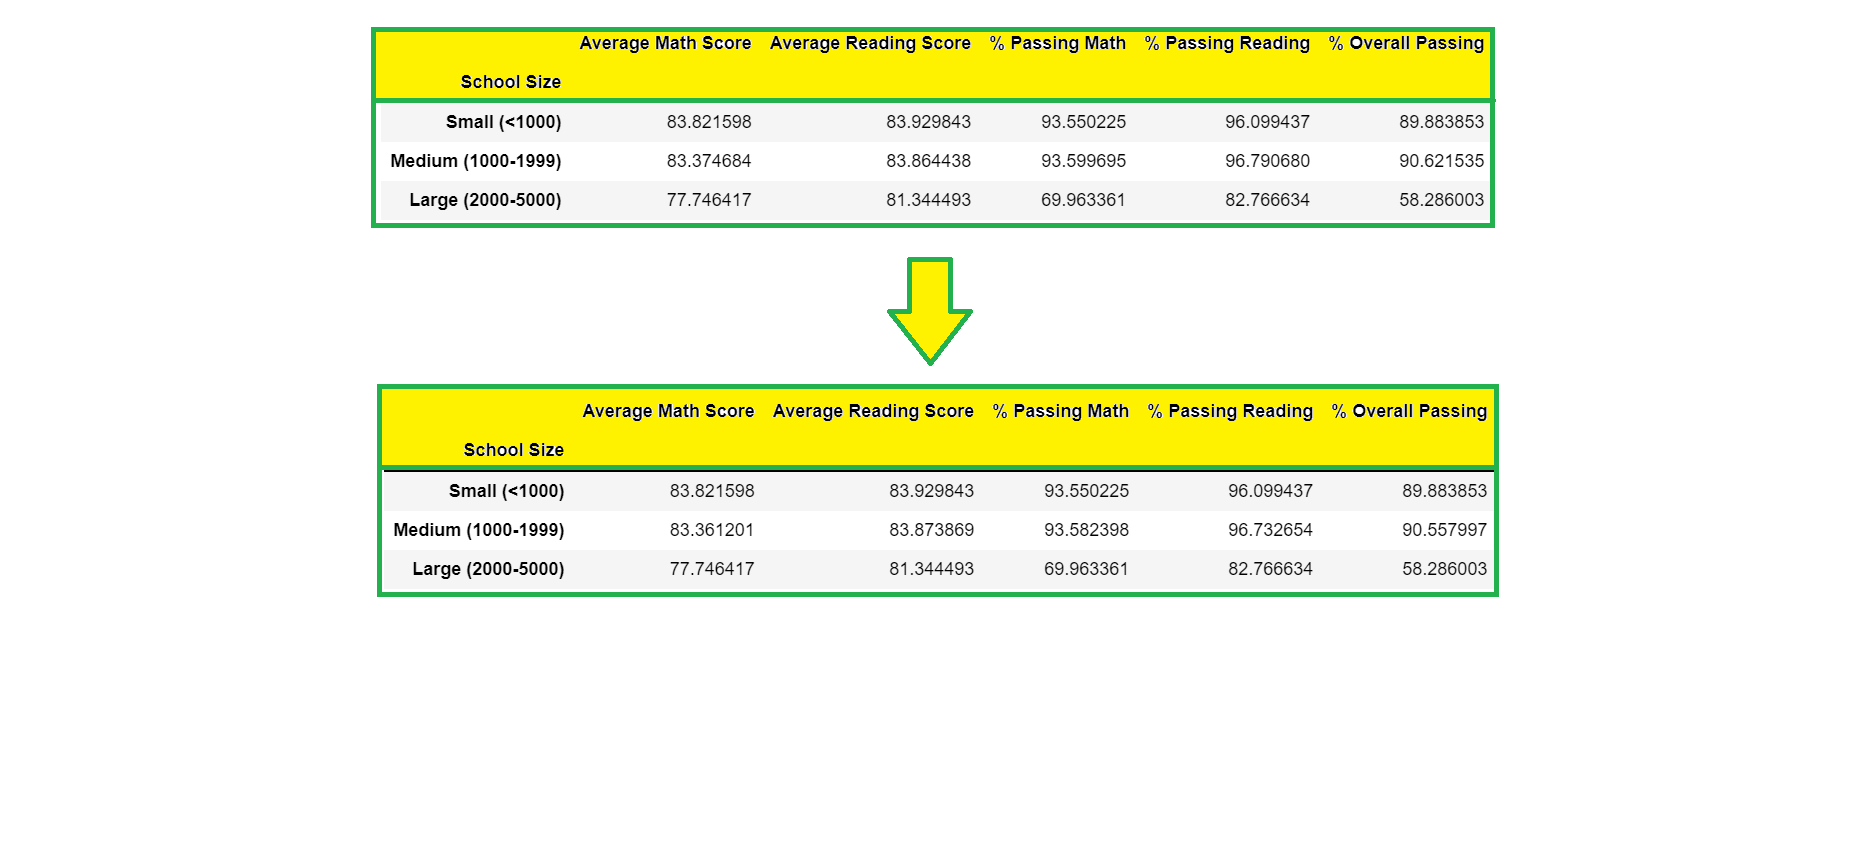 Average Math Score Average Reading Score % Passing Math % Passing Reading % Overall Passing
School Size
Small (<1000) 83.821598 83.929843 93.550225 96.099437 89.883853
Medium (1000-1999) 83.374684 83.864438 93.599695 96.790680 90.621535
Large (2000-5000) 77.746417 81.344493 69.963361 82.766634 58.286003
Average Math Score Average Reading Score % Passing Math % Passing Reading % Overall Passing
School Size
Small (<1000) 83.821598 83.929843 93.550225 96.099437 89.883853
Medium (1000-1999) 83.361201 83.873869 93.582398 96.732654 90.557997
Large (2000-5000) 77.746417 81.344493 69.963361 82.766634 58.286003